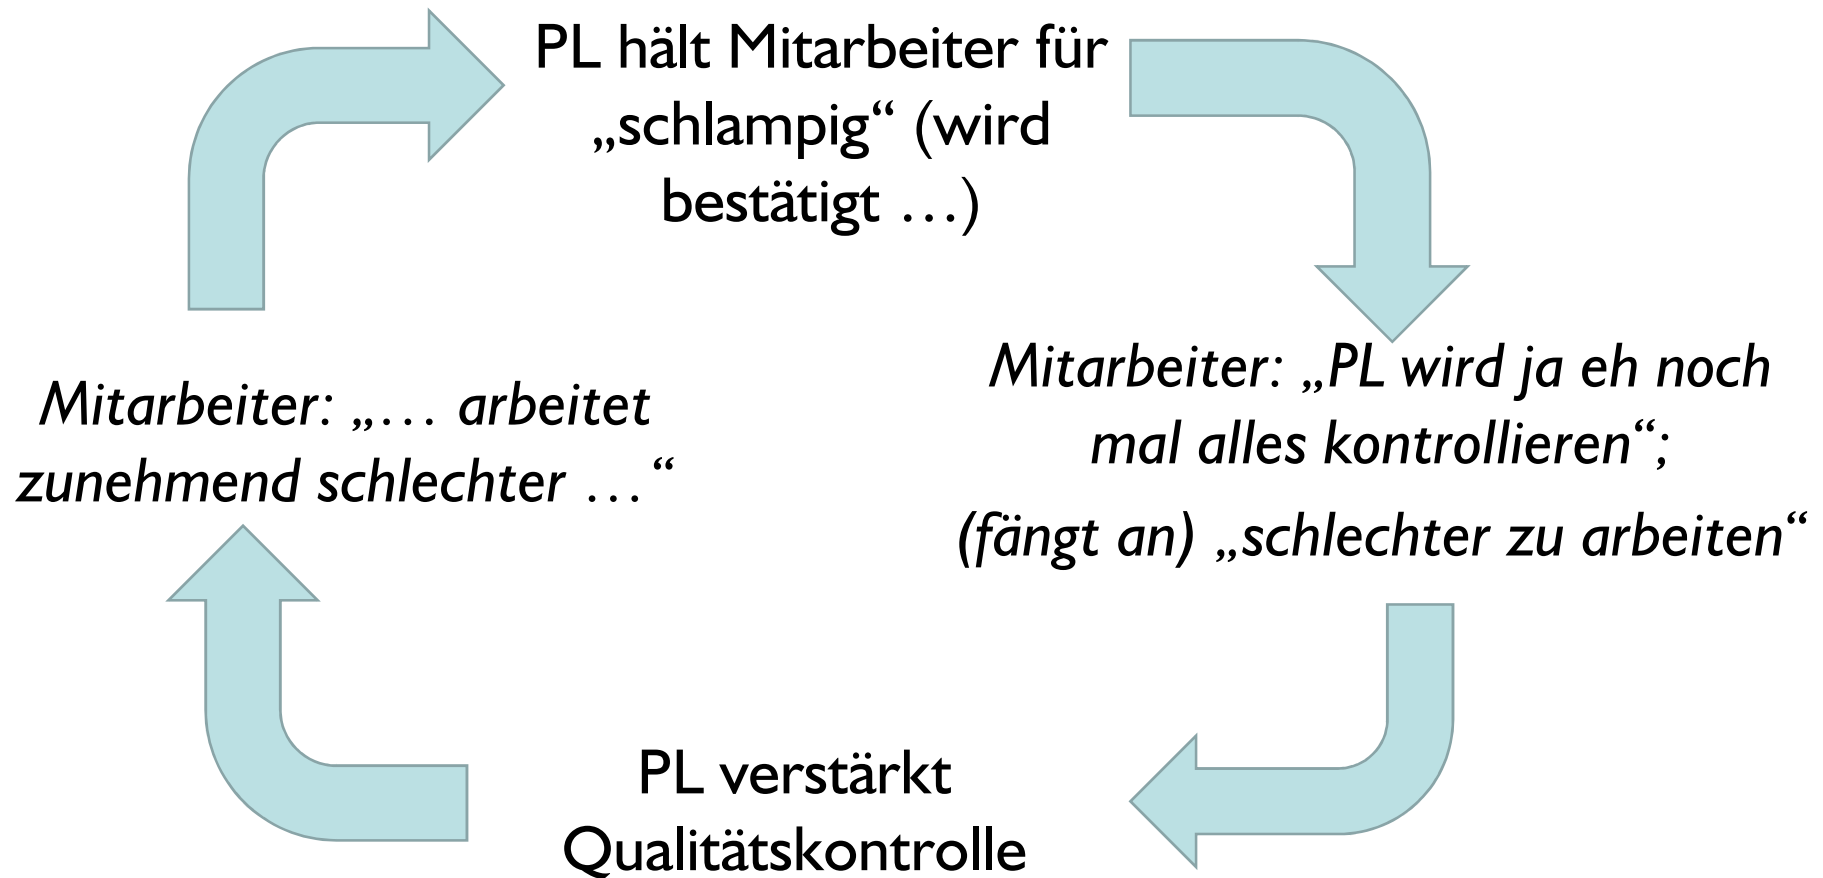 PL hält Mitarbeiter für
„schlampig“ (wird
bestätigt …)
Mitarbeiter: „PL wird ja eh noch
mal alles kontrollieren“;
(fängt an) „schlechter zu arbeiten“
PL verstärkt
Qualitätskontrolle
Mitarbeiter: „… arbeitet
zunehmend schlechter …“